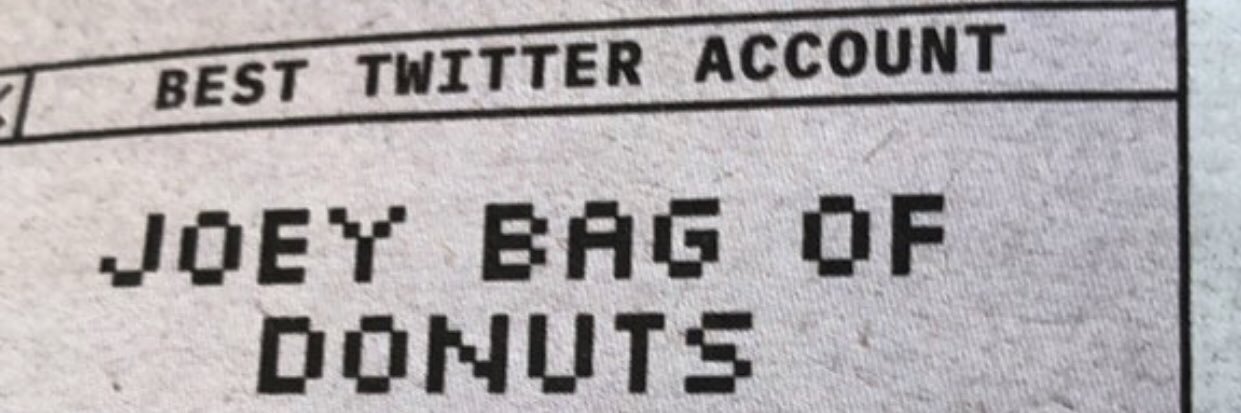 BEST TWITTER ACCOUNT
JOEY BAG OF
DONUTS